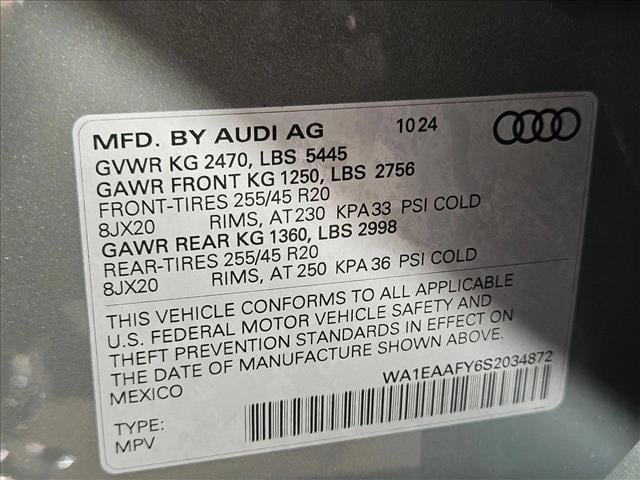 MFD. BY AUDI AG 10 24
GVWR KG 2470, LBS 5445
GAWR FRONT KG 1250, LBS 2756
FRONT-TIRES 255/45 R20
8JX20 RIMS, AT 230 KPA 33 PSI COLD
GAWR REAR KG 1360, LBS 2998
REAR-TIRES 255/45 R20
8JX20 RIMS, AT 250 KPA 36 PSI COLD
THIS VEHICLE CONFORMS TO ALL APPLICABLE
U.S. FEDERAL MOTOR VEHICLE SAFETY AND
THEFT PREVENTION STANDARDS IN EFFECT ON
THE DATE OF MANUFACTURE SHOWN ABOVE.
MEXICO WA1EAAFY6S2034872
TYPE:
MPV